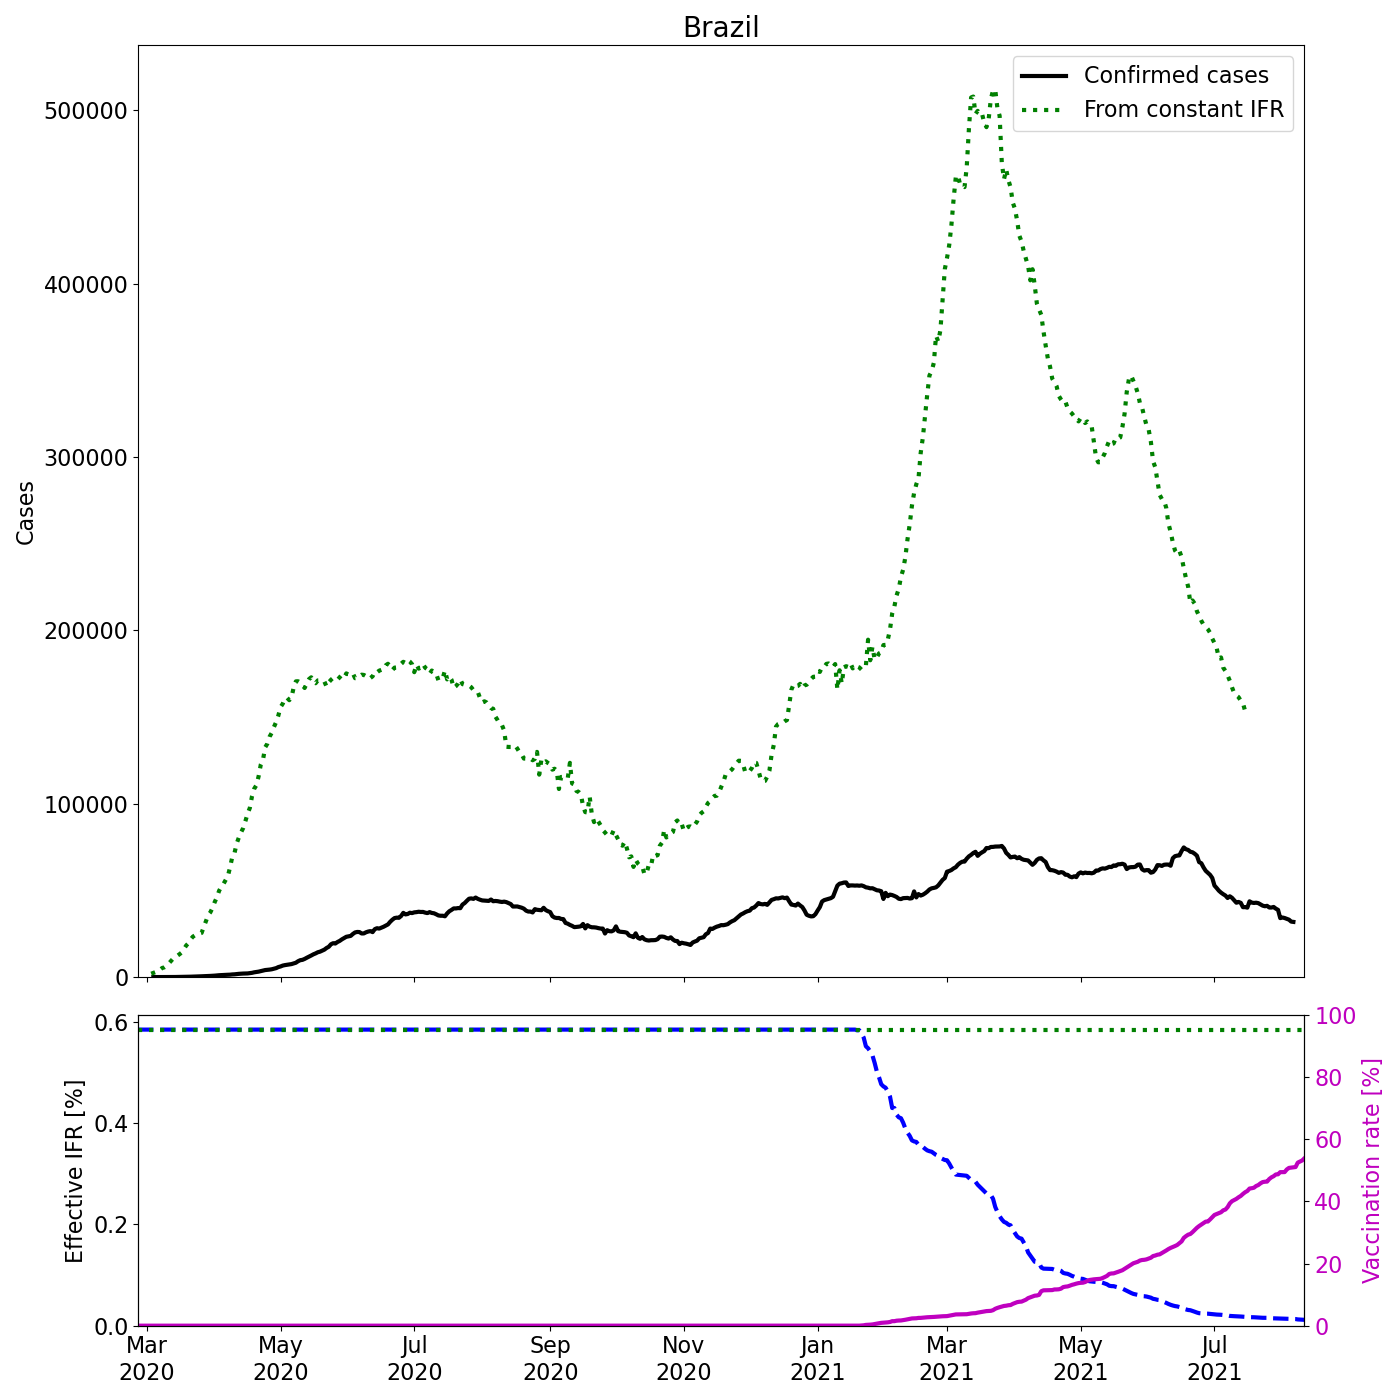 Brazil
Confirmed cases
From constant IFR
500000
400000
300000
200000
100000
0
Cases
0.6
0.4
0.2
0.0
Effective IFR [%]
100
80
60
40
20
0
Vaccination rate [%]
Mar May Jul Sep Nov Jan Mar May Jul
2020 2020 2020 2020 2020 2021 2021 2021 2021